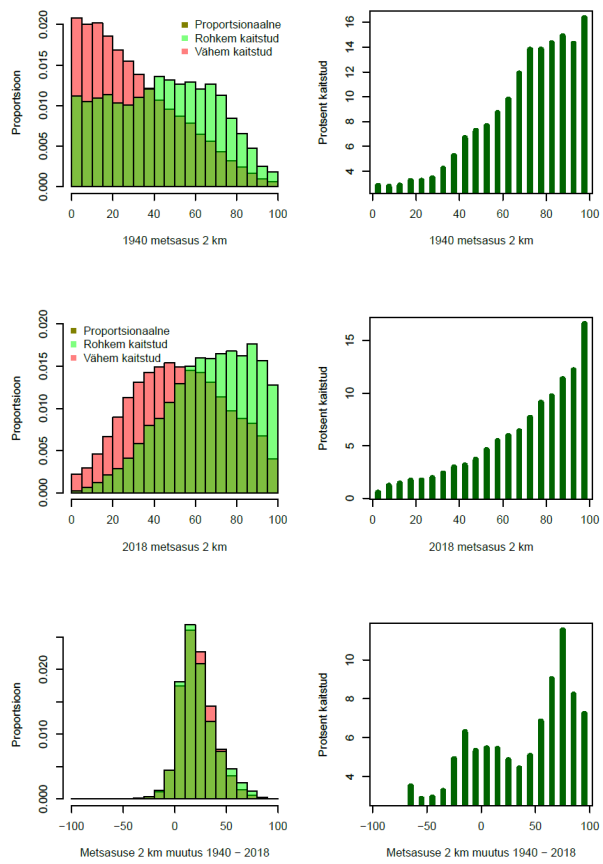 Proportsioon
0.000 0.005 0.010 0.015 0.020
Proportsionaalne
Rohkem kaitstud
Vähem kaitstud
0 20 40 60 80 100
1940 metsasus 2 km
Protsent kaitstud
4 6 8 10 12 14 16
0 20 40 60 80 100
1940 metsasus 2 km
Proportsioon
0.000 0.005 0.010 0.015 0.020
Proportsionaalne
Rohkem kaitstud
Vähem kaitstud
0 20 40 60 80 100
2018 metsasus 2 km
Protsent kaitstud
0 5 10 15
0 20 40 60 80 100
2018 metsasus 2 km
Proportsioon
0.000 0.010 0.020
−100 −50 0 50 100
Metsasuse 2 km muutus 1940 − 2018
Protsent kaitstud
4 6 8 10
−100 −50 0 50 100
Metsasuse 2 km muutus 1940 − 2018